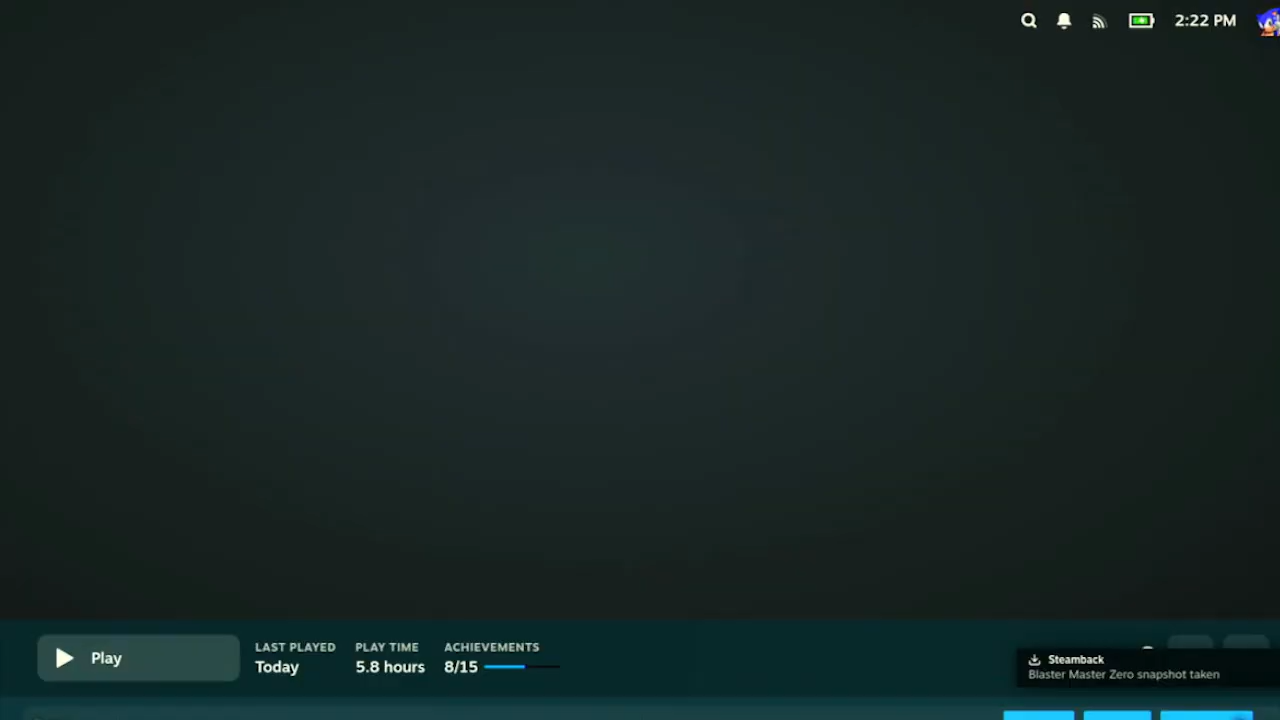 2:22 PM
Play
LAST PLAYED
Today
PLAY TIME
5.8 hours
ACHIEVEMENTS
8/15
Steamback
Blaster Master Zero snapshot taken